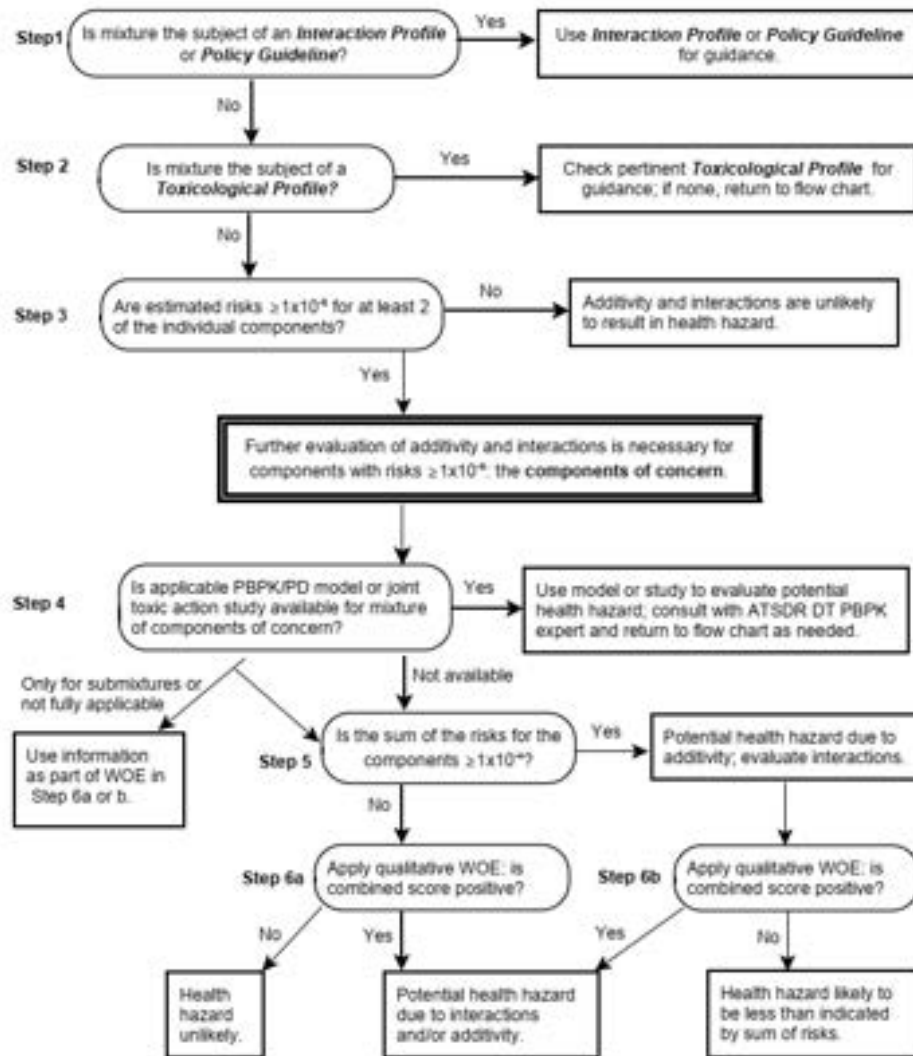 Step1
Is mixture the subject of an Interaction Profile
or Policy Guideline?
Yes
Use Interaction Profile or Policy Guideline
for guidance.
No
Step 2
Is mixture the subject of a
Toxicological Profile?
Yes
Check pertinent Toxicological Profile for
guidance; if none, return to flow chart.
No
Step 3
Are estimated risks ≥1x10⁻⁶ for at least 2
of the individual components?
No
Additivity and interactions are unlikely
to result in health hazard.
Yes
Further evaluation of additivity and interactions is necessary for
components with risks ≥1x10⁻⁶: the components of concern.
Step 4
Is applicable PBPK/PD model or joint
toxic action study available for mixture
of components of concern?
Yes
Use model or study to evaluate potential
health hazard; consult with ATSDR DT PBPK
expert and return to flow chart as needed.
Only for submixtures or
not fully applicable
Not available
Use information
as part of WOE in
Step 6a or b.
Step 5
Is the sum of the risks for the
components ≥1x10⁻⁴?
Yes
Potential health hazard due to
additivity; evaluate interactions.
No
Step 6a
Apply qualitative WOE: is
combined score positive?
Step 6b
Apply qualitative WOE: is
combined score positive?
No
Yes
Yes
No
Health
hazard
unlikely.
Potential health hazard
due to interactions
and/or additivity.
Health hazard likely to
be less than indicated
by sum of risks.